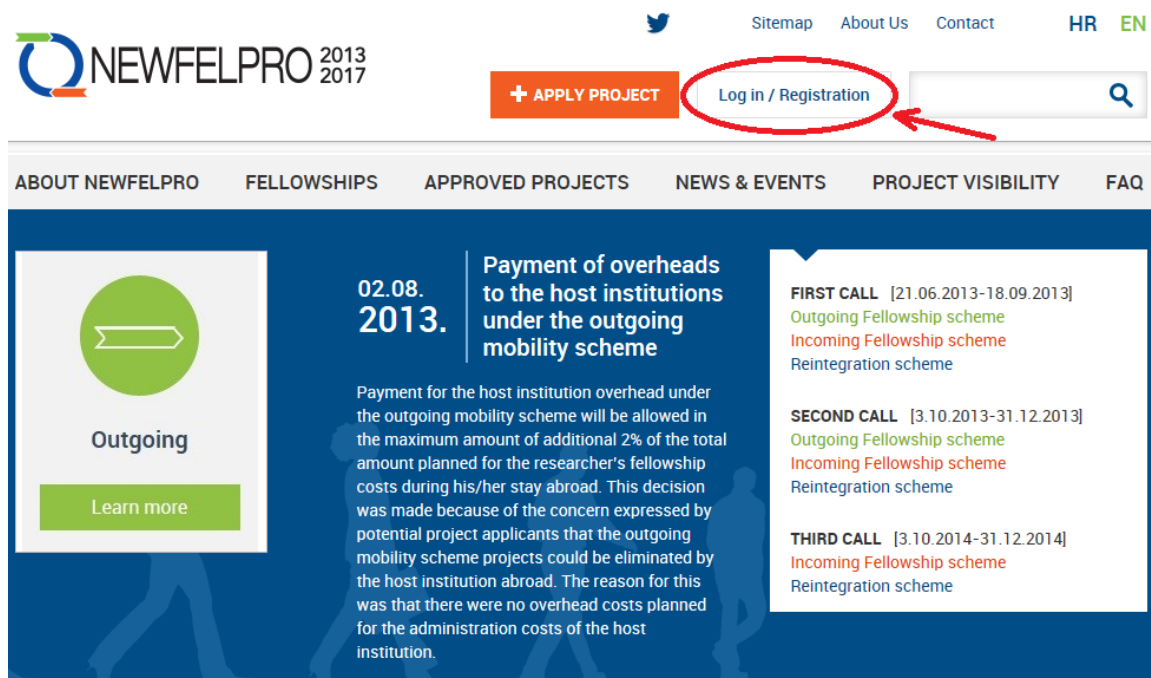 Sitemap About Us Contact HR EN
NEWFELPRO 2013 2017
+ APPLY PROJECT
Log in / Registration
ABOUT NEWFELPRO FELLOWSHIPS APPROVED PROJECTS NEWS & EVENTS PROJECT VISIBILITY FAQ
Outgoing
Learn more
02.08.
2013.
Payment of overheads
to the host institutions
under the outgoing
mobility scheme
Payment for the host institution overhead under
the outgoing mobility scheme will be allowed in
the maximum amount of additional 2% of the total
amount planned for the researcher's fellowship
costs during his/her stay abroad. This decision
was made because of the concern expressed by
potential project applicants that the outgoing
mobility scheme projects could be eliminated by
the host institution abroad. The reason for this
was that there were no overhead costs planned
for the administration costs of the host
institution.
FIRST CALL [21.06.2013-18.09.2013]
Outgoing Fellowship scheme
Incoming Fellowship scheme
Reintegration scheme
SECOND CALL [3.10.2013-31.12.2013]
Outgoing Fellowship scheme
Incoming Fellowship scheme
Reintegration scheme
THIRD CALL [3.10.2014-31.12.2014]
Incoming Fellowship scheme
Reintegration scheme